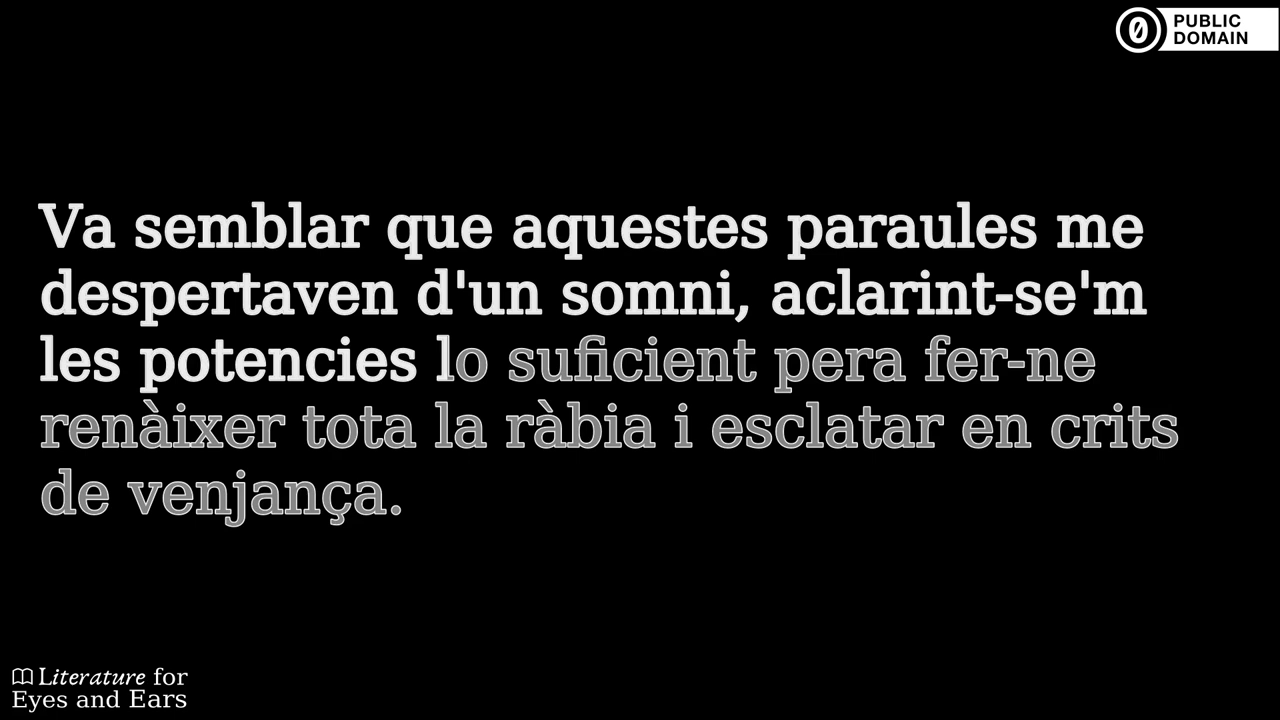 PUBLIC
DOMAIN
Va semblar que aquestes paraules me
despertaven d'un somni, aclarint-se'm
les potencies lo suficient pera fer-ne
renàixer tota la ràbia i esclatar en crits
de venjança.
Literature for
Eyes and Ears